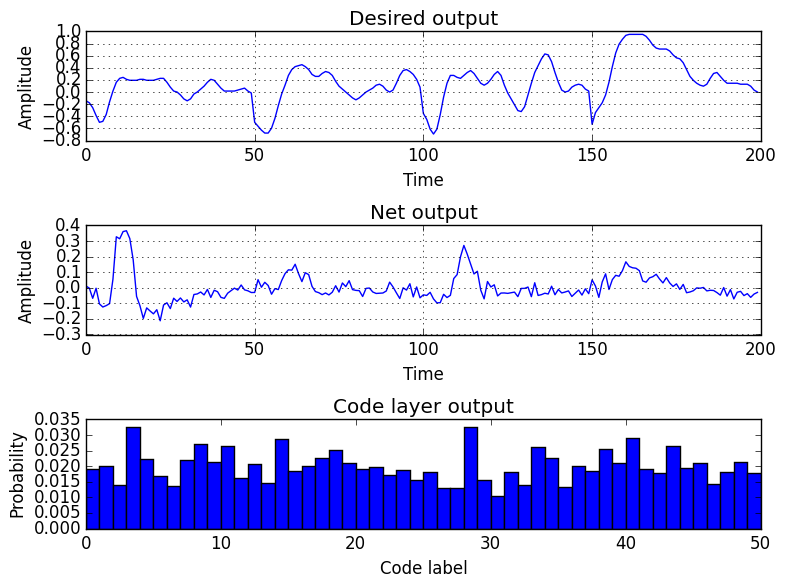 Desired output
1.0
0.8
0.6
0.4
0.2
0.0
−0.2
−0.4
−0.6
−0.8
Amplitude
0 50 100 150 200
Time
Net output
0.4
0.3
0.2
0.1
0.0
−0.1
−0.2
−0.3
Amplitude
0 50 100 150 200
Time
Code layer output
0.035
0.030
0.025
0.020
0.015
0.010
0.005
0.000
Probability
0 10 20 30 40 50
Code label